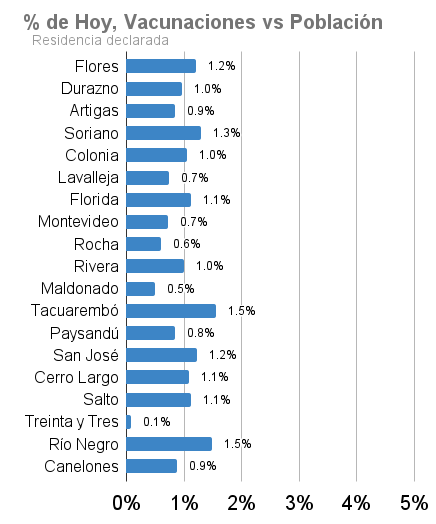 % de Hoy, Vacunaciones vs Población
Residencia declarada
Flores 1.2%
Durazno 1.0%
Artigas 0.9%
Soriano 1.3%
Colonia 1.0%
Lavalleja 0.7%
Florida 1.1%
Montevideo 0.7%
Rocha 0.6%
Rivera 1.0%
Maldonado 0.5%
Tacuarembó 1.5%
Paysandú 0.8%
San José 1.2%
Cerro Largo 1.1%
Salto 1.1%
Treinta y Tres 0.1%
Río Negro 1.5%
Canelones 0.9%
0% 1% 2% 3% 4% 5%